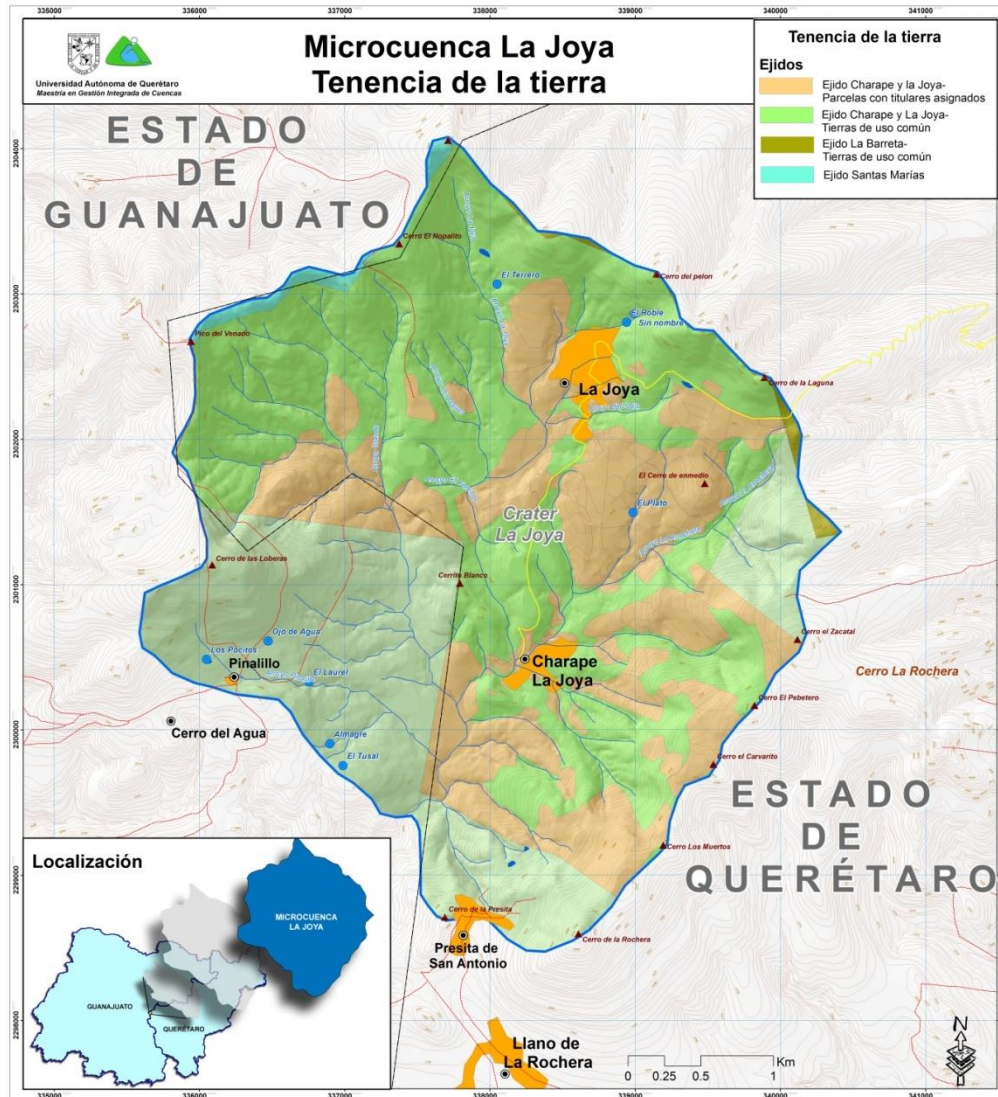 335000 336000 337000 338000 339000 340000 341000
Universidad Autónoma de Querétaro
Maestría en Gestión Integrada de Cuencas
Microcuenca La Joya
Tenencia de la tierra
Tenencia de la tierra
Ejidos
Ejido Charape y la Joya-
Parcelas con titulares asignados
Ejido Charape y La Joya-
Tierras de uso común
Ejido La Barreta-
Tierras de uso común
Ejido Santas Marías
ESTADO
DE
GUANAJUATO
2304000
2303000
2302000
2301000
2300000
2299000
2298000
Cerro El Nopalito
El Terrero
Cerro del pelon
El Roble
Sin nombre
Pico del Venado
La Joya
Cerro de la Laguna
El Cerro de enmedio
El Plato
Crater
La Joya
Cerro de las Loberas
Cerrito Blanco
Ojo de Agua
Los Pocitos
Pinalillo
El Laurel
Charape
La Joya
Cerro el Zacatal
Cerro La Rochera
Cerro El Pebetero
Cerro del Agua
Almagre
El Tusal
Cerro el Carvarito
ESTADO
DE
QUERÉTARO
Cerro Los Muertos
Cerro de la Presita
Presita de
San Antonio
Cerro de la Rochera
Llano de
La Rochera
Localización
MICROCUENCA
LA JOYA
GUANAJUATO
QUERÉTARO
N
0 0.25 0.5 1 Km
335000 336000 337000 338000 339000 340000 341000